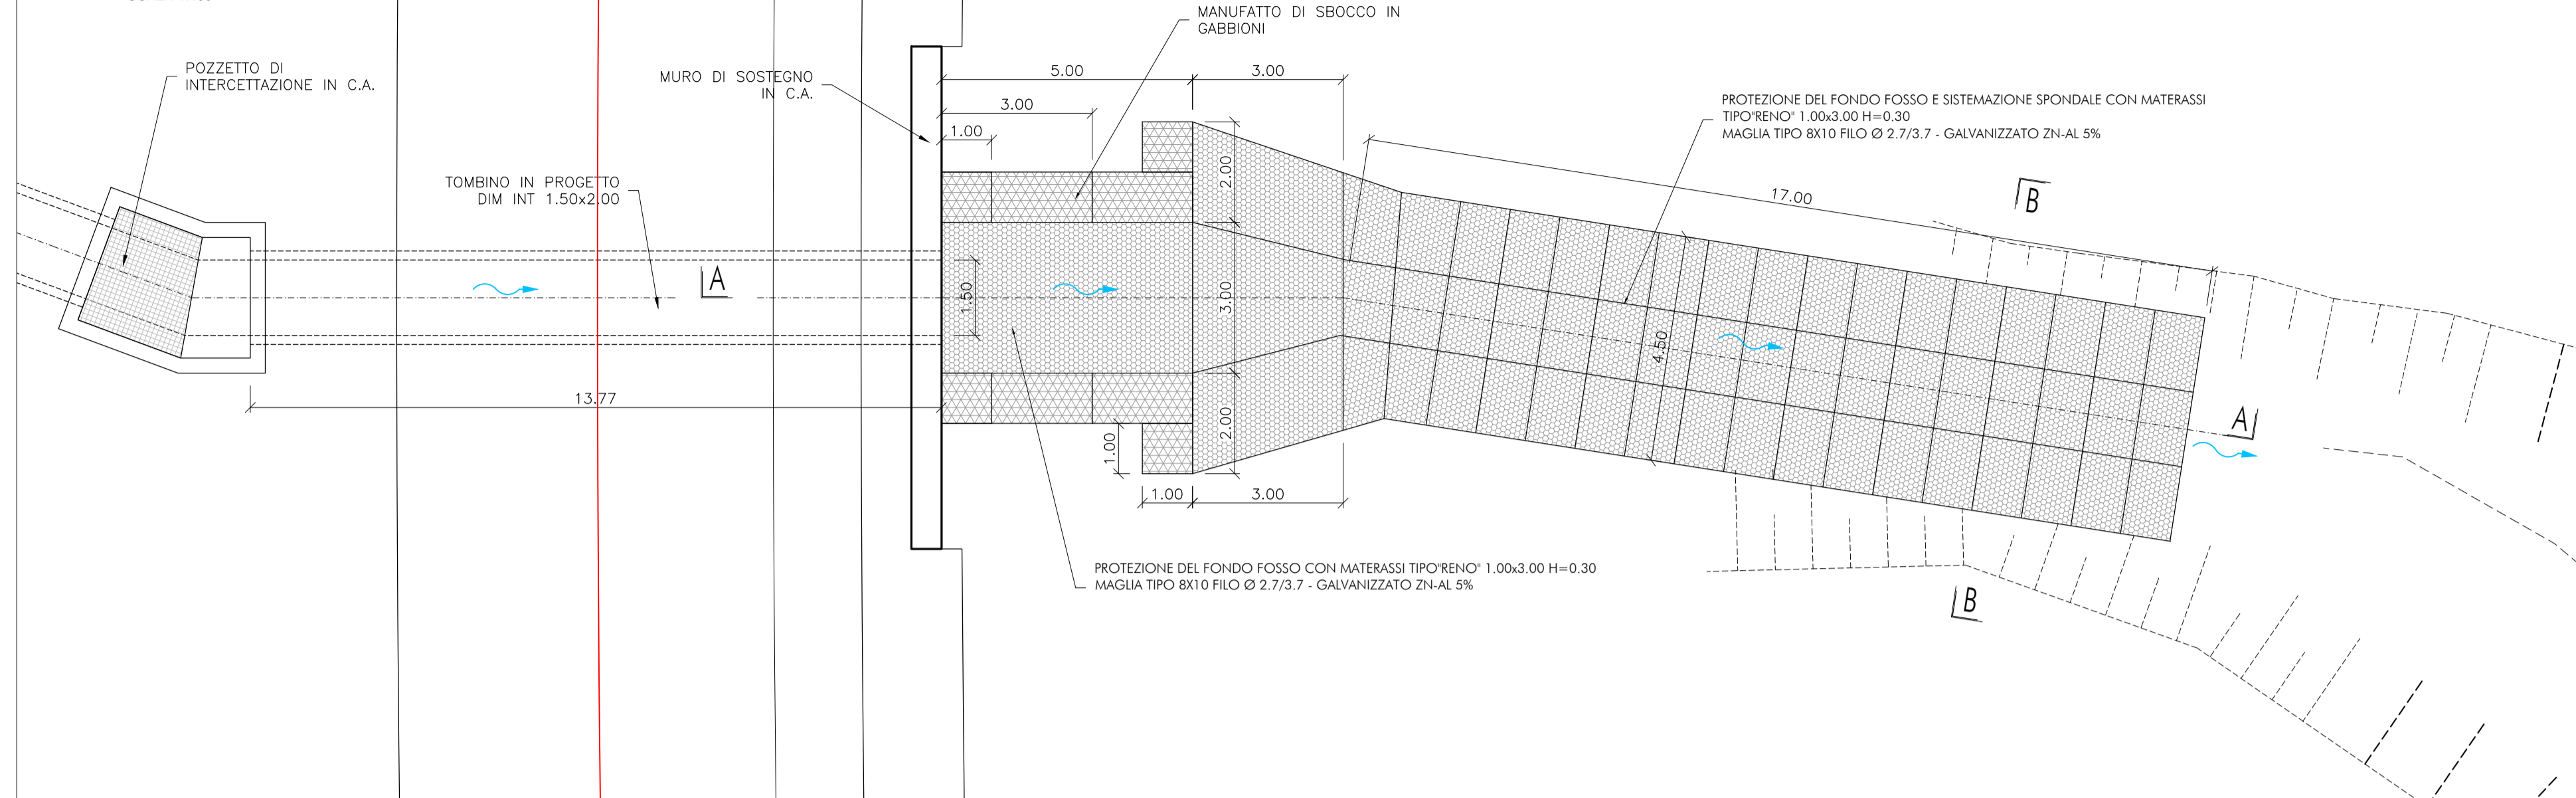 MANUFATTO DI SBOCCO IN
GABBIONI
POZZETTO DI
INTERCETTAZIONE IN C.A.
MURO DI SOSTEGNO
IN C.A.
5.00
3.00
3.00
1.00
PROTEZIONE DEL FONDO FOSSO E SISTEMAZIONE SPONDALE CON MATERASSI
TIPO"RENO" 1.00x3.00 H=0.30
MAGLIA TIPO 8X10 FILO Ø 2.7/3.7 - GALVANIZZATO ZN-AL 5%
TOMBINO IN PROGETTO
DIM INT 1.50x2.00
2.00
17.00
B
A
1.50
3.00
4.50
13.77
2.00
1.00
A
1.00
3.00
PROTEZIONE DEL FONDO FOSSO CON MATERASSI TIPO"RENO" 1.00x3.00 H=0.30
MAGLIA TIPO 8X10 FILO Ø 2.7/3.7 - GALVANIZZATO ZN-AL 5%
B